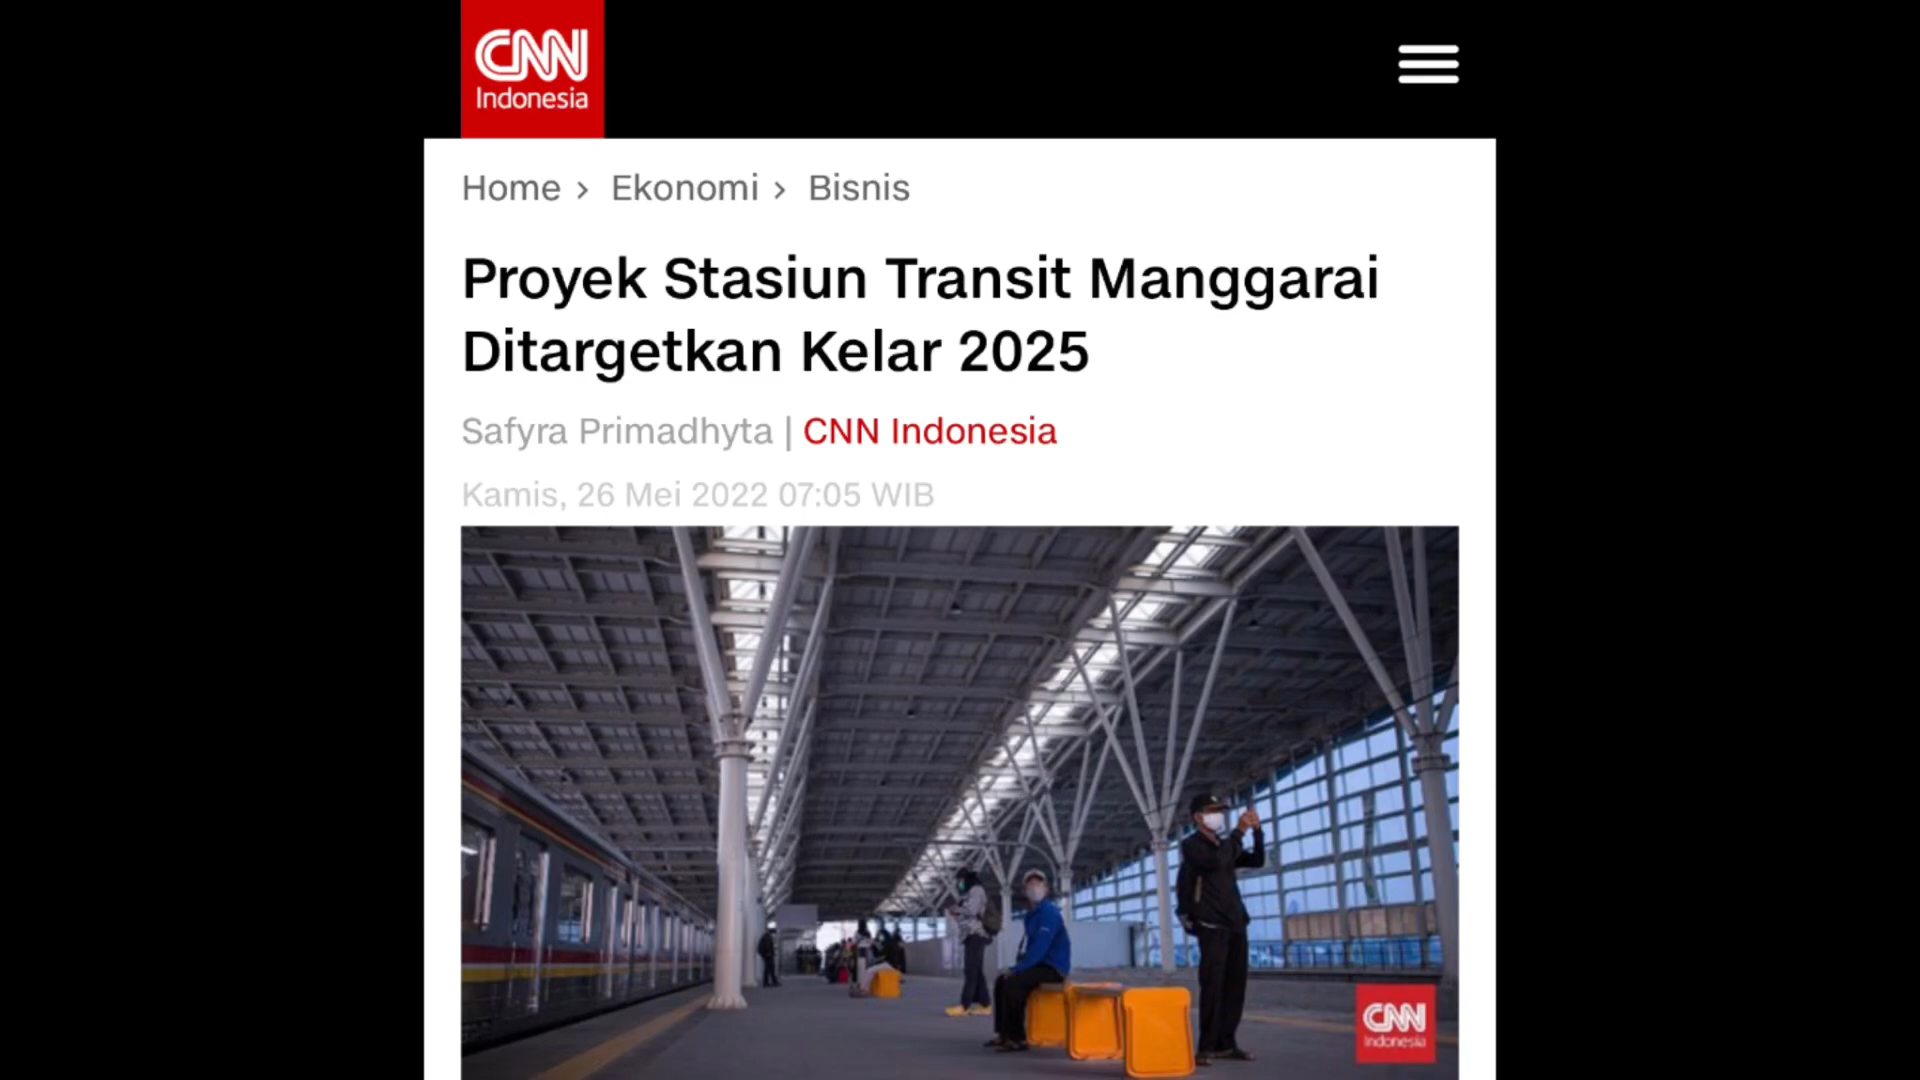 CNN
Indonesia
Home › Ekonomi › Bisnis
Proyek Stasiun Transit Manggarai
Ditargetkan Kelar 2025
Safyra Primadhyta | CNN Indonesia
Kamis, 26 Mei 2022 07:05 WIB
CNN
Indonesia